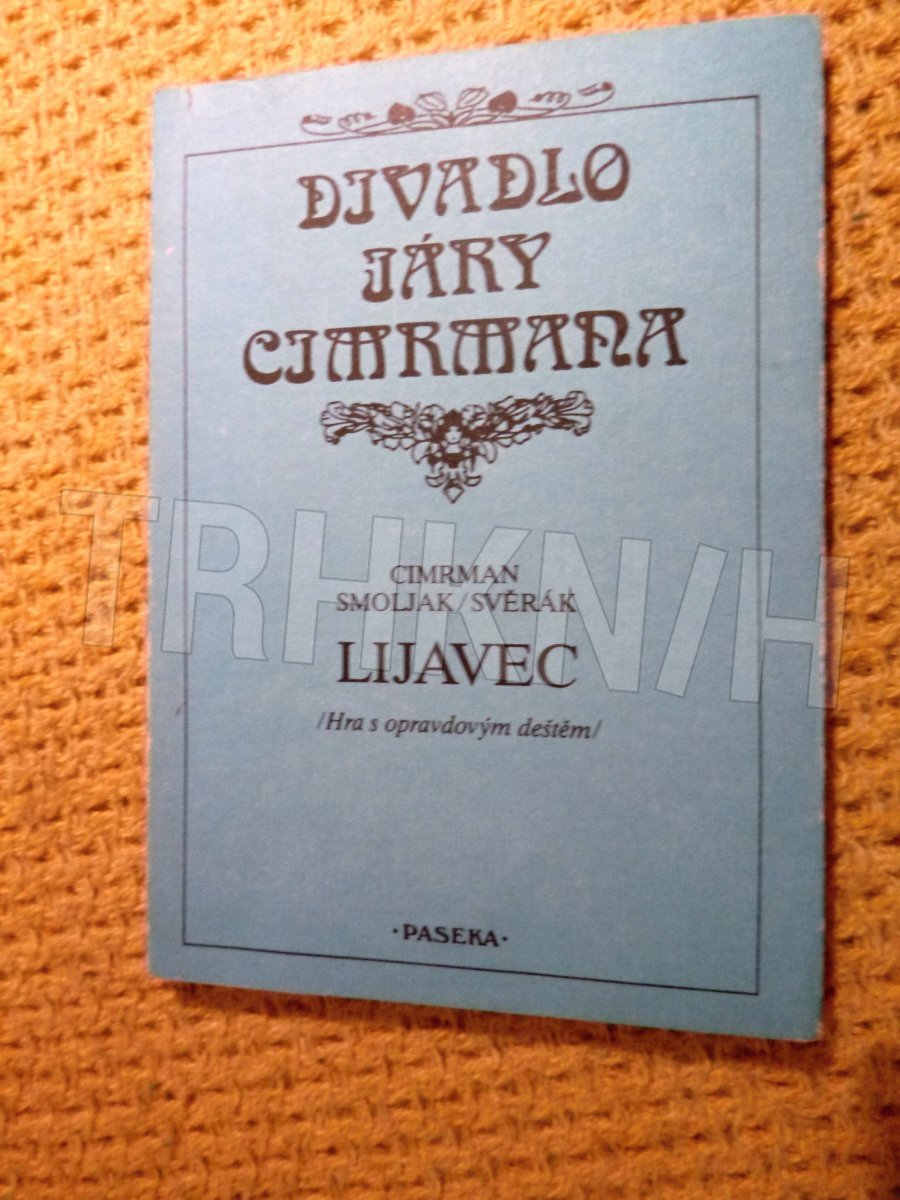 DIVADLO
JÁRY
CIMRMANA
CIMRMAN
SMOLJAK/SVĚRÁK
LIJAVEC
/Hra s opravdovým deštěm/
·PASEKA·
TRHKNIH